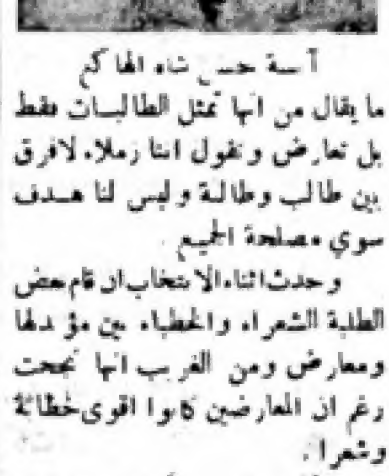 آسة حسن شاه الحاكم
ما يقال من انها تمثل الطالبات فقط
بل تعارض وتقول اننا زملاء لافرق
بين طالب وطالبة وليس لنا هدف
سوي مصلحة الجميع .
وحدث اثناء الانتخاب ان قام بعض
الطلبة الشعراء والخطباء بين مؤيد لها
ومعارض ومن الغريب انها نجحت
رغم ان المعارضين كانوا اقوى خطابة
وشعرا .